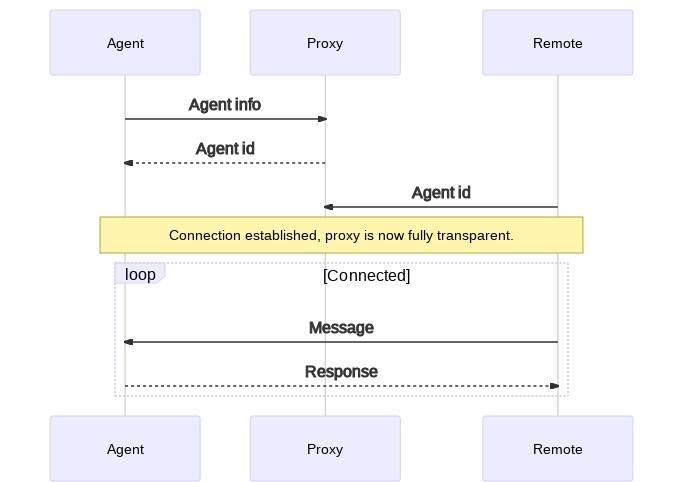 Agent
Proxy
Remote
Agent info
Agent id
Agent id
Connection established, proxy is now fully transparent.
loop
[Connected]
Message
Response
Agent
Proxy
Remote